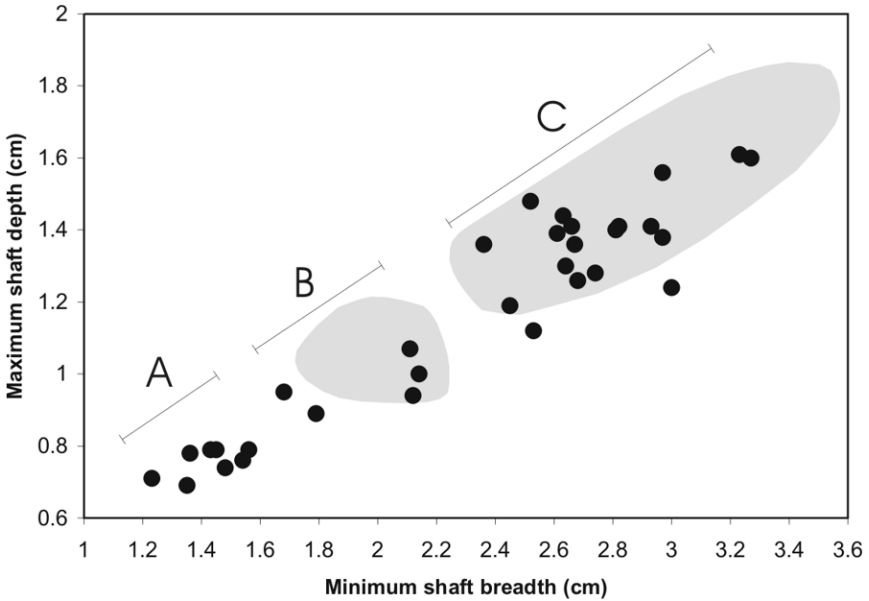 2
1.8
1.6
1.4
1.2
1
0.8
0.6
Maximum shaft depth (cm)
A
B
C
1 1.2 1.4 1.6 1.8 2 2.2 2.4 2.6 2.8 3 3.2 3.4 3.6
Minimum shaft breadth (cm)